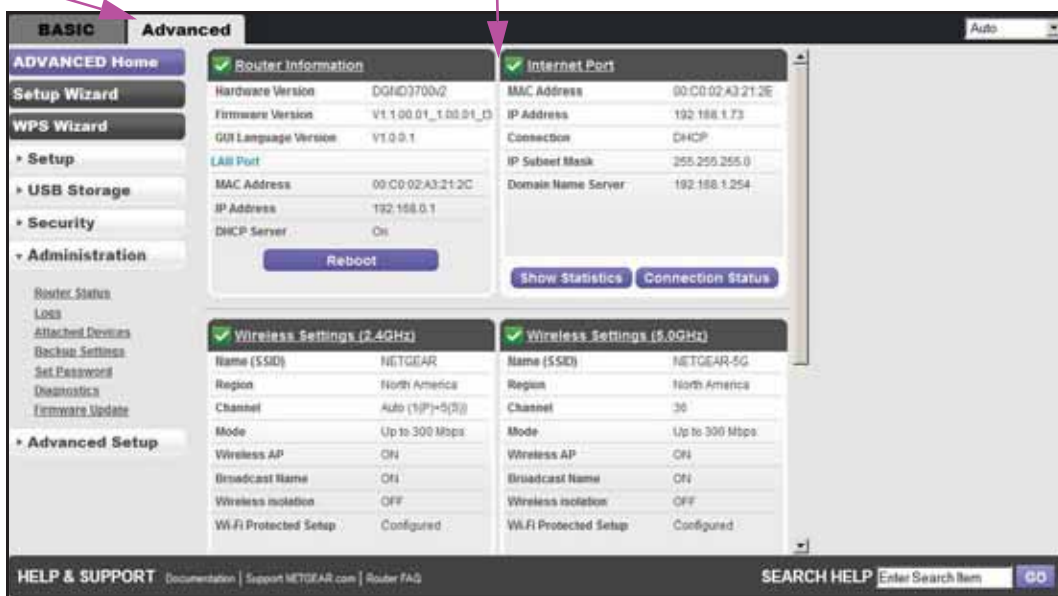 BASIC
Advanced
Auto
ADVANCED Home
Setup Wizard
WPS Wizard
Setup
USB Storage
Security
Administration
Router Status
Logs
Attached Devices
Backup Settings
Set Password
Diagnostics
Firmware Update
Advanced Setup
Router Information
Hardware Version DGND3700v2
Firmware Version
GUI Language Version V1.0.0.1
LAN Port
MAC Address 00:C0:02:A3:21:2C
IP Address 192.168.0.1
DHCP Server On
Reboot
Internet Port
MAC Address 00:C0:02:A3:21:2E
IP Address 192.168.1.73
Connection DHCP
IP Subnet Mask 255.255.255.0
Domain Name Server 192.168.1.254
Show Statistics Connection Status
Wireless Settings (2.4GHz)
Name (SSID) NETGEAR
Region North America
Channel Auto
Mode Up to 300 Mbps
Wireless AP ON
Broadcast Name ON
Wireless isolation OFF
Wi-Fi Protected Setup Configured
Wireless Settings (5.0GHz)
Name (SSID) NETGEAR-5G
Region North America
Channel 36
Mode Up to 300 Mbps
Wireless AP ON
Broadcast Name ON
Wireless isolation OFF
Wi-Fi Protected Setup Configured
HELP & SUPPORT Documentation | Support NETGEAR.com | Router FAQ
SEARCH HELP Enter Search Item GO